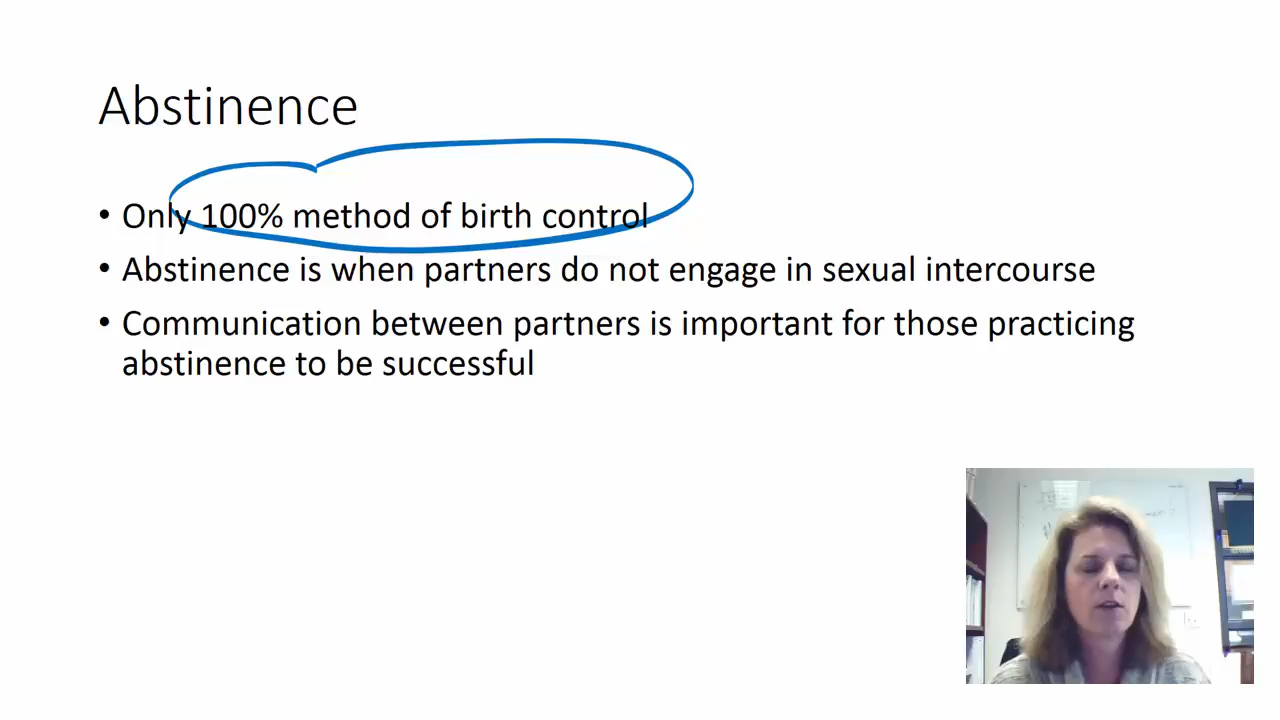 Abstinence
• Only 100% method of birth control
• Abstinence is when partners do not engage in sexual intercourse
• Communication between partners is important for those practicing
abstinence to be successful